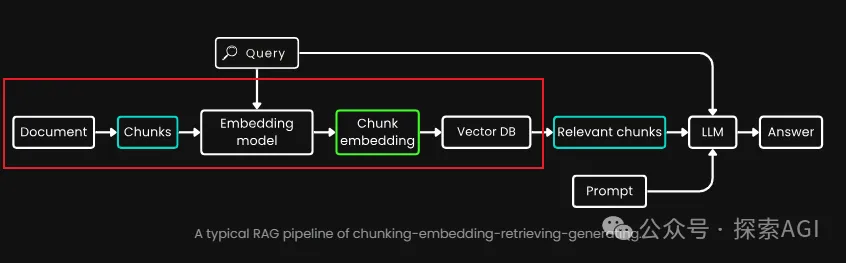 Query
Document
Chunks
Embedding
model
Chunk
embedding
Vector DB
Relevant chunks
LLM
Answer
Prompt
A typical RAG pipeline of chunking-embedding-retrieving-generating.
公众号 · 探索AGI